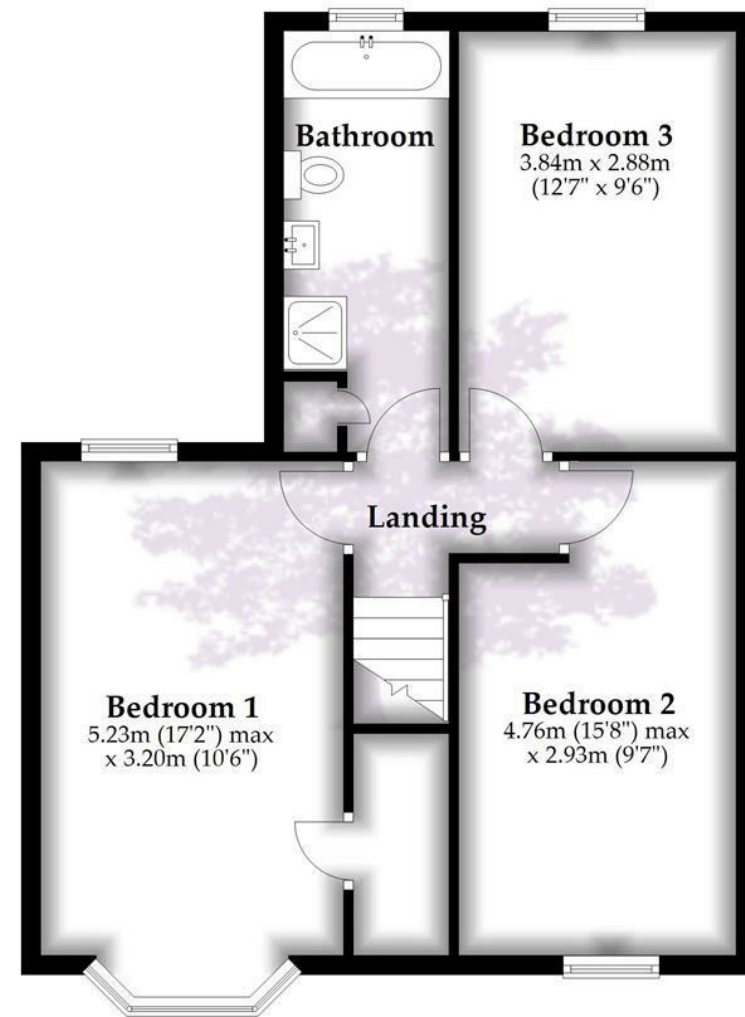 Bathroom
Bedroom 3
3.84m x 2.88m
(12'7" x 9'6")
Landing
Bedroom 1
5.23m (17'2") max
x 3.20m (10'6")
Bedroom 2
4.76m (15'8") max
x 2.93m (9'7")